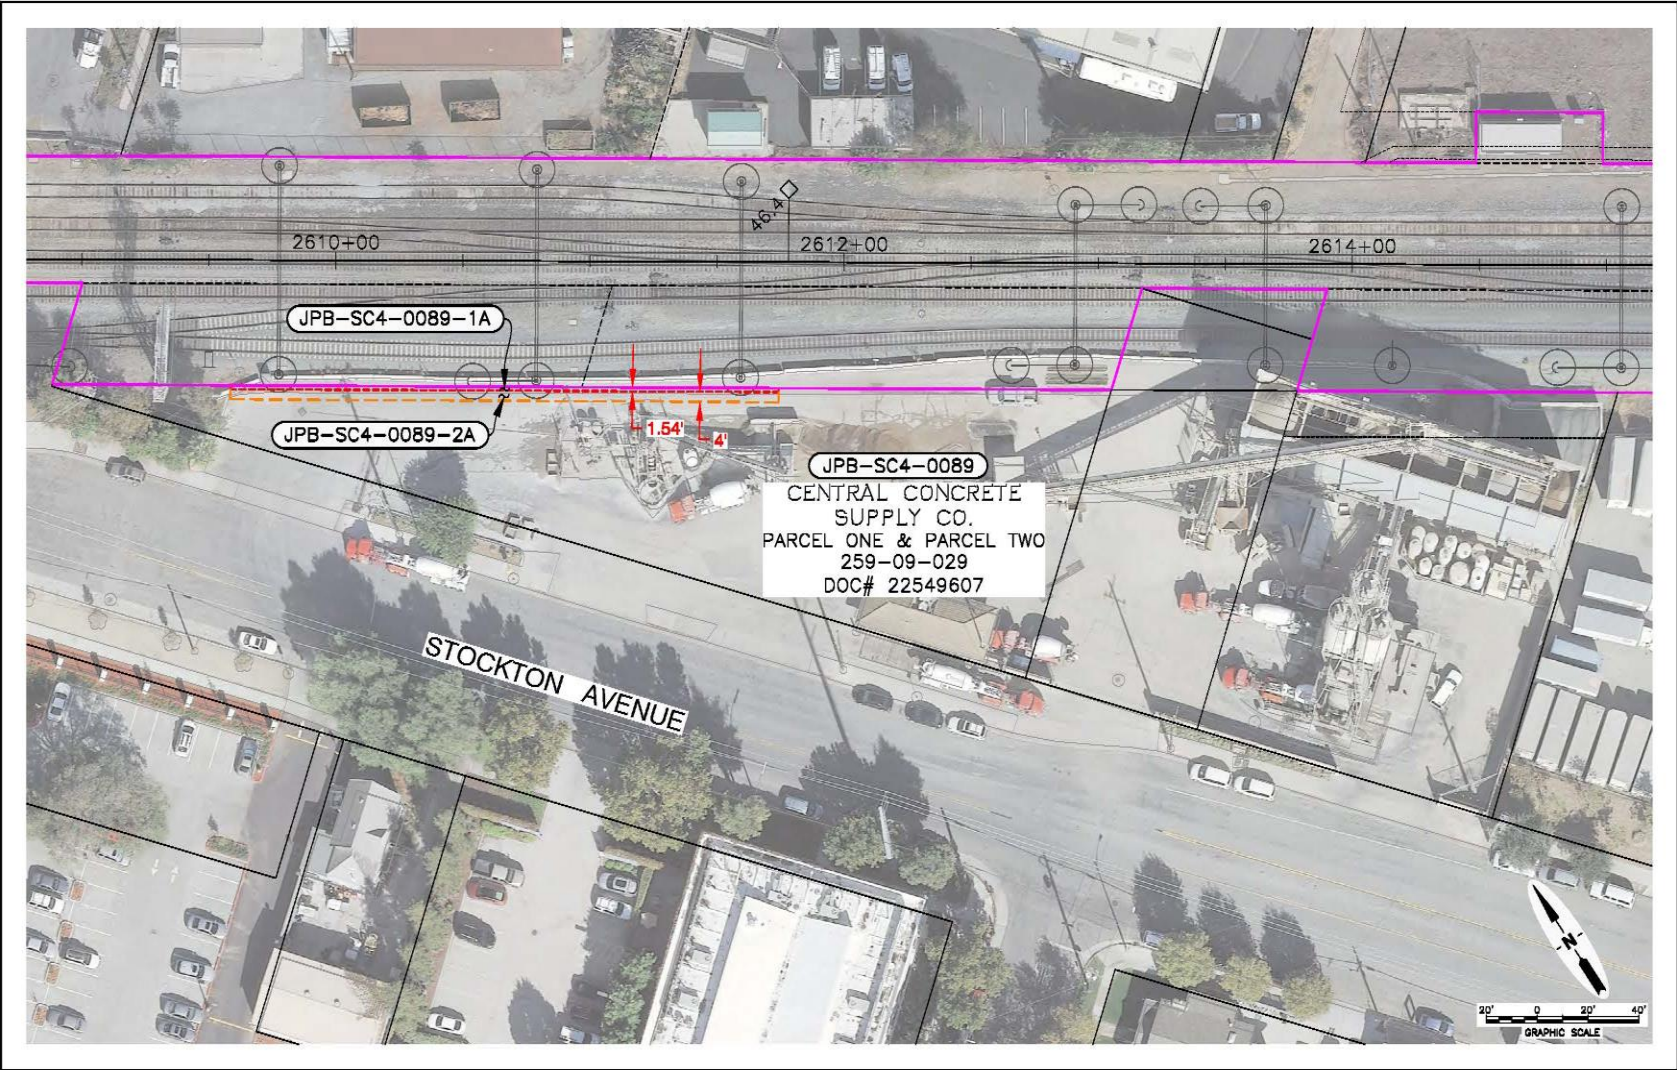 46.4
2610+00
2612+00
2614+00
JPB-SC4-0089-1A
JPB-SC4-0089-2A
1.54'
4'
JPB-SC4-0089
CENTRAL CONCRETE
SUPPLY CO.
PARCEL ONE & PARCEL TWO
259-09-029
DOC# 22549607
STOCKTON AVENUE
N
20' 0 20' 40'
GRAPHIC SCALE